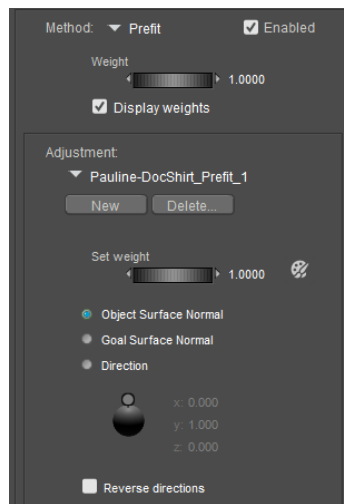 Method: Prefit Enabled
Weight
1.0000
Display weights
Adjustment:
Pauline-DocShirt_Prefit_1
New Delete...
Set weight
1.0000
Object Surface Normal
Goal Surface Normal
Direction
x: 0.000
y: 1.000
z: 0.000
Reverse directions